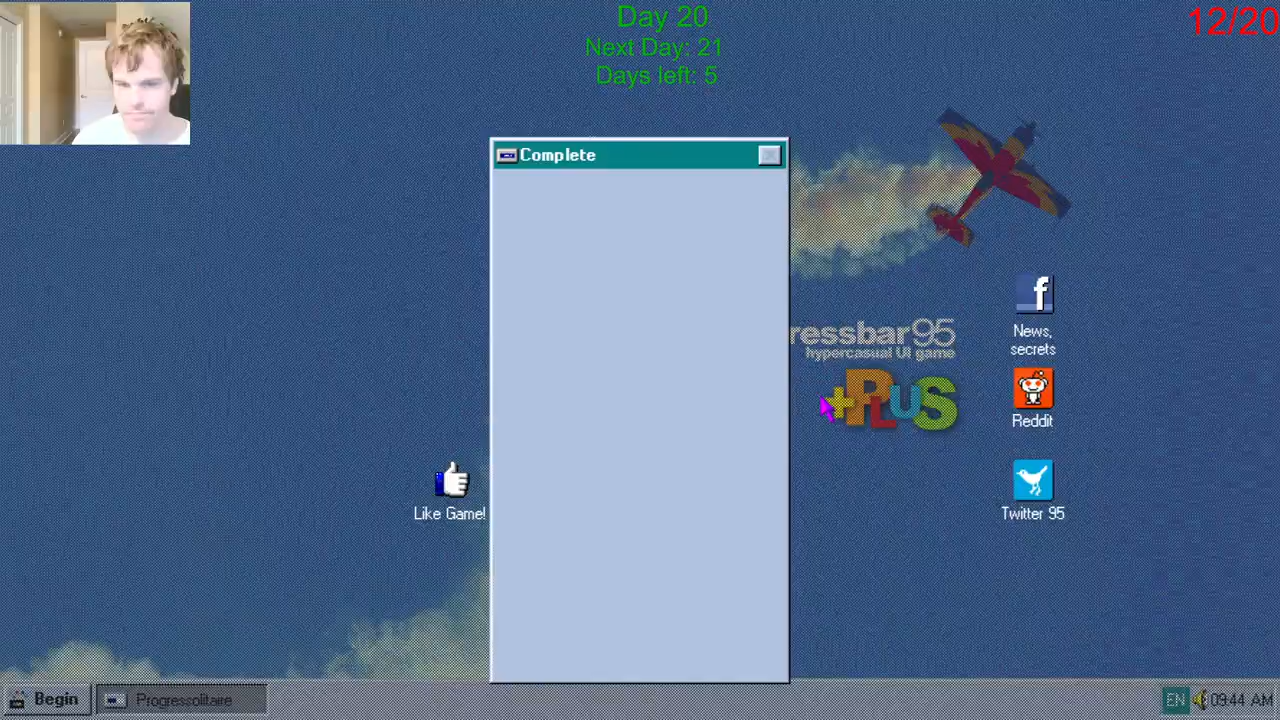 Day 20
Next Day: 21
Days left: 5
12/20
Complete
News,
secrets
ressbar95
hypercasual UI game
+PLUS
Reddit
Like Game!
Twitter 95
Begin
Progressolitaire
EN
09:44 AM